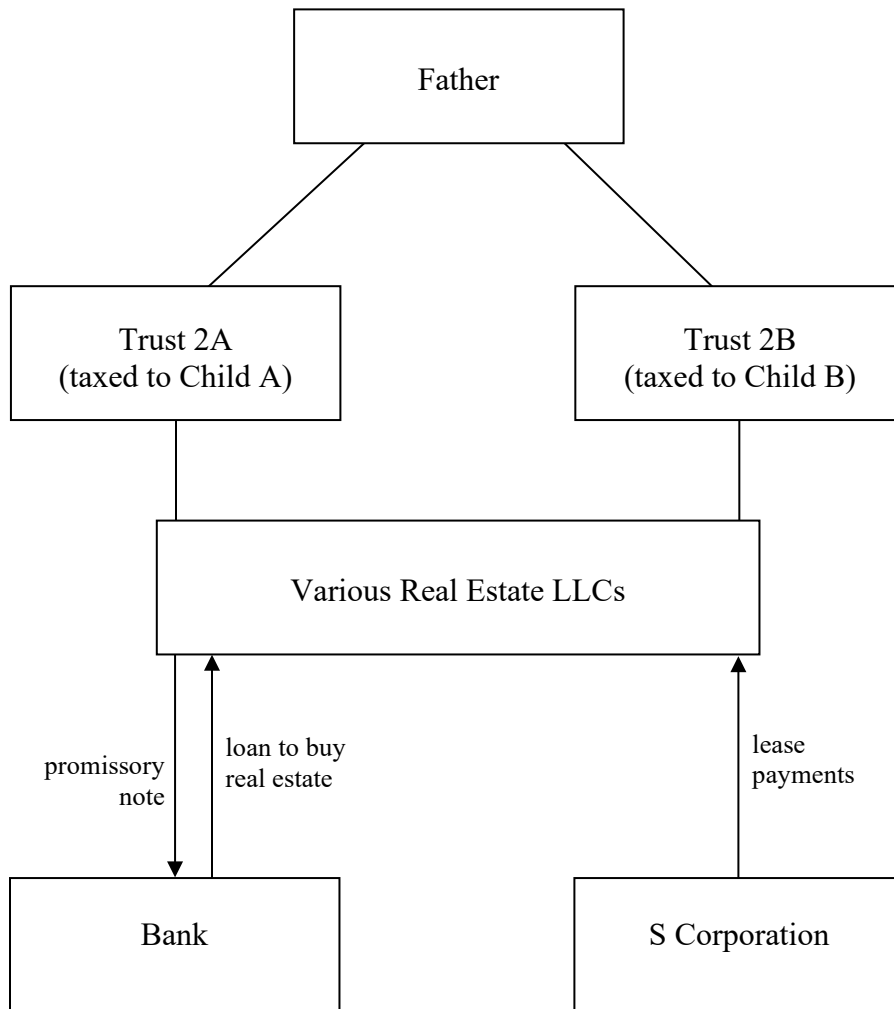 Father
Trust 2A
(taxed to Child A)
Trust 2B
(taxed to Child B)
Various Real Estate LLCs
promissory
note
loan to buy
real estate
lease
payments
Bank
S Corporation